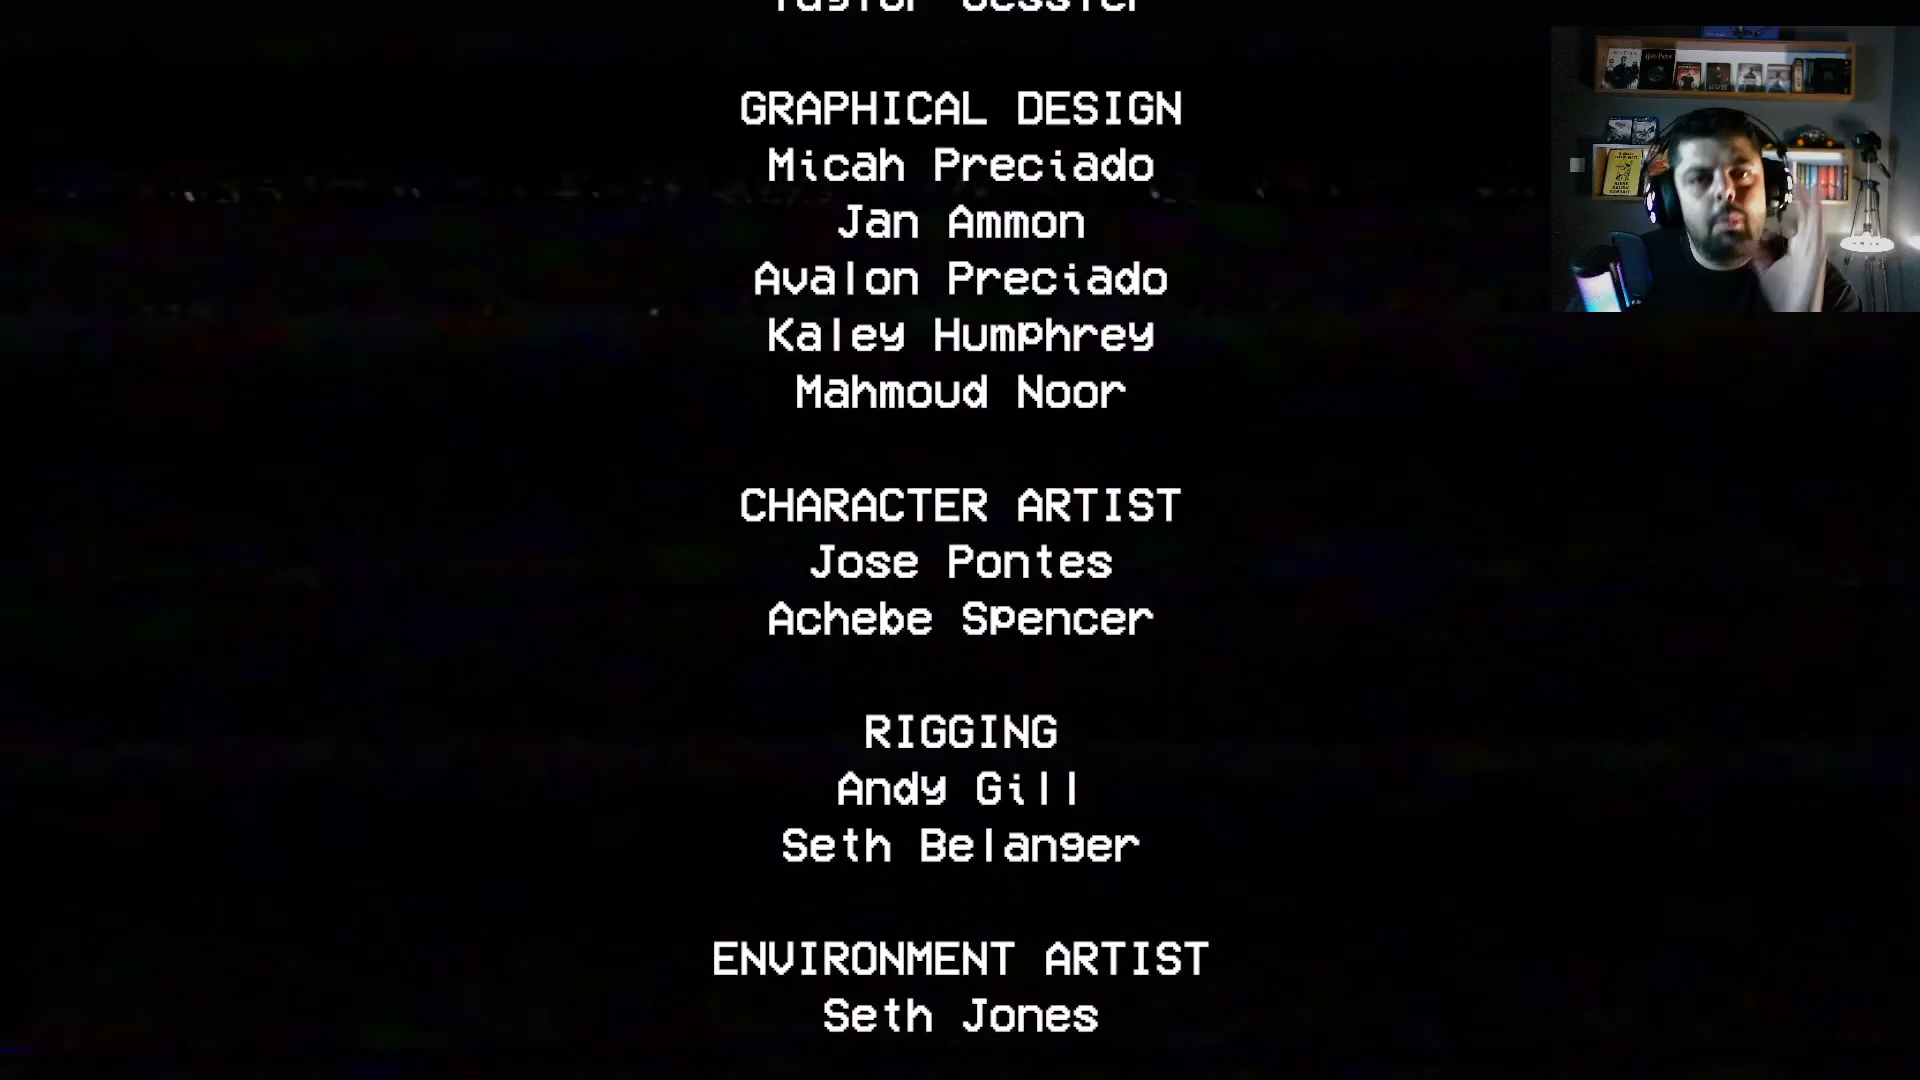 GRAPHICAL DESIGN
Micah Preciado
Jan Ammon
Avalon Preciado
Kaley Humphrey
Mahmoud Noor
CHARACTER ARTIST
Jose Pontes
Achebe Spencer
RIGGING
Andy Gill
Seth Belanger
ENVIRONMENT ARTIST
Seth Jones